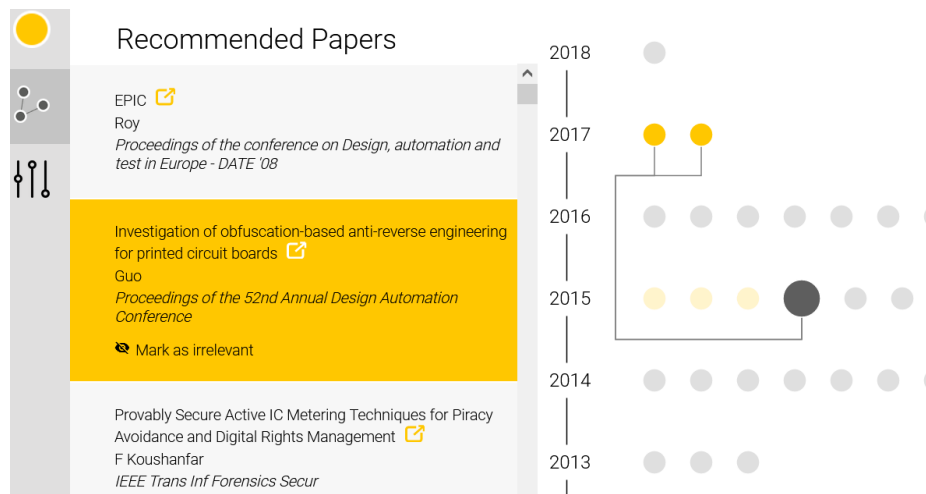 Recommended Papers
EPIC
Roy
Proceedings of the conference on Design, automation and
test in Europe - DATE '08
Investigation of obfuscation-based anti-reverse engineering
for printed circuit boards
Guo
Proceedings of the 52nd Annual Design Automation
Conference
Mark as irrelevant
Provably Secure Active IC Metering Techniques for Piracy
Avoidance and Digital Rights Management
F Koushanfar
IEEE Trans Inf Forensics Secur
2018
2017
2016
2015
2014
2013